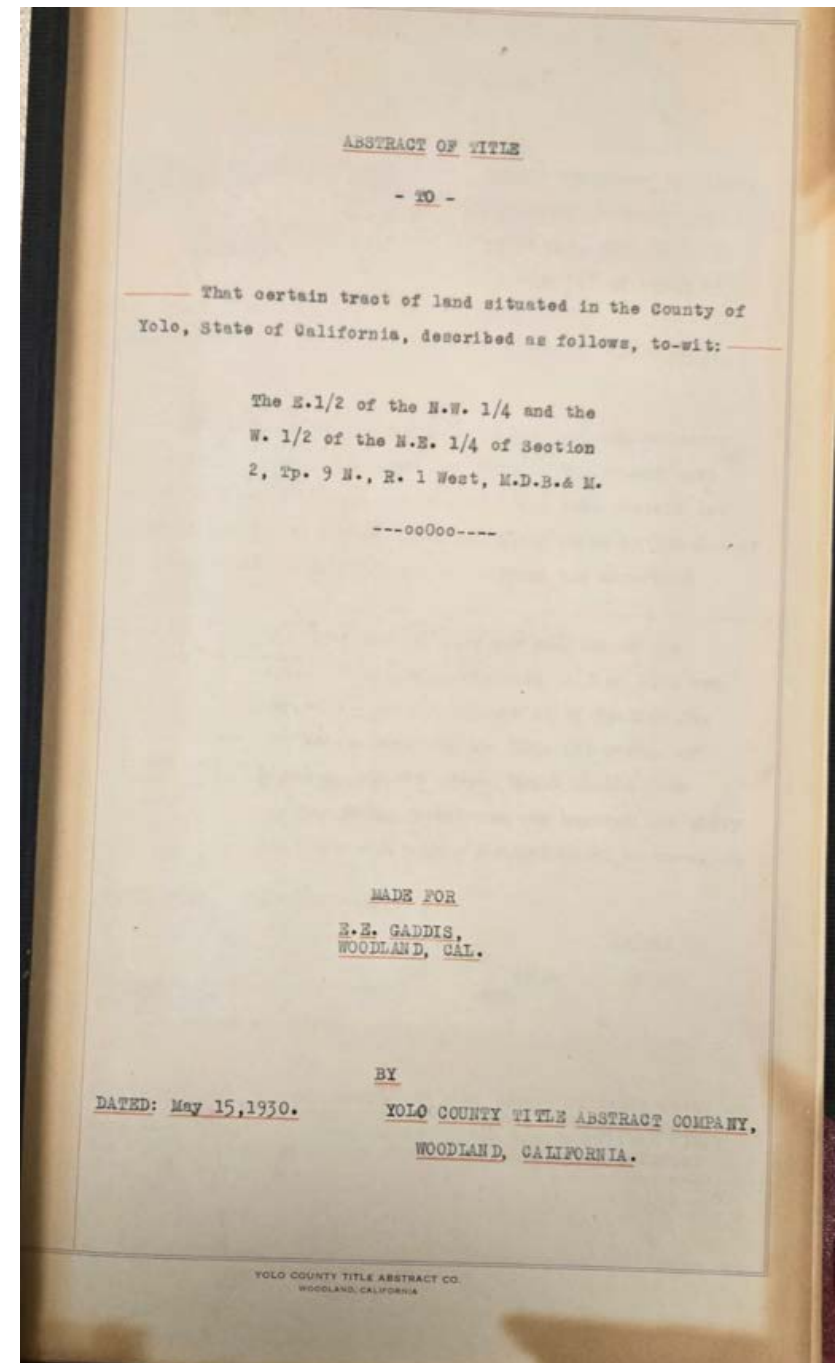 ABSTRACT OF TITLE
- TO -
That certain tract of land situated in the County of
Yolo, State of California, described as follows, to-wit:
The E.1/2 of the N.W. 1/4 and the
W. 1/2 of the N.E. 1/4 of Section
2, Tp. 9 N., R. 1 West, M.D.B.& M.
---ooOoo----
MADE FOR
E.E. GADDIS,
WOODLAND, CAL.
BY
DATED: May 15,1930.
YOLO COUNTY TITLE ABSTRACT COMPANY,
WOODLAND, CALIFORNIA.
YOLO COUNTY TITLE ABSTRACT CO.
WOODLAND, CALIFORNIA